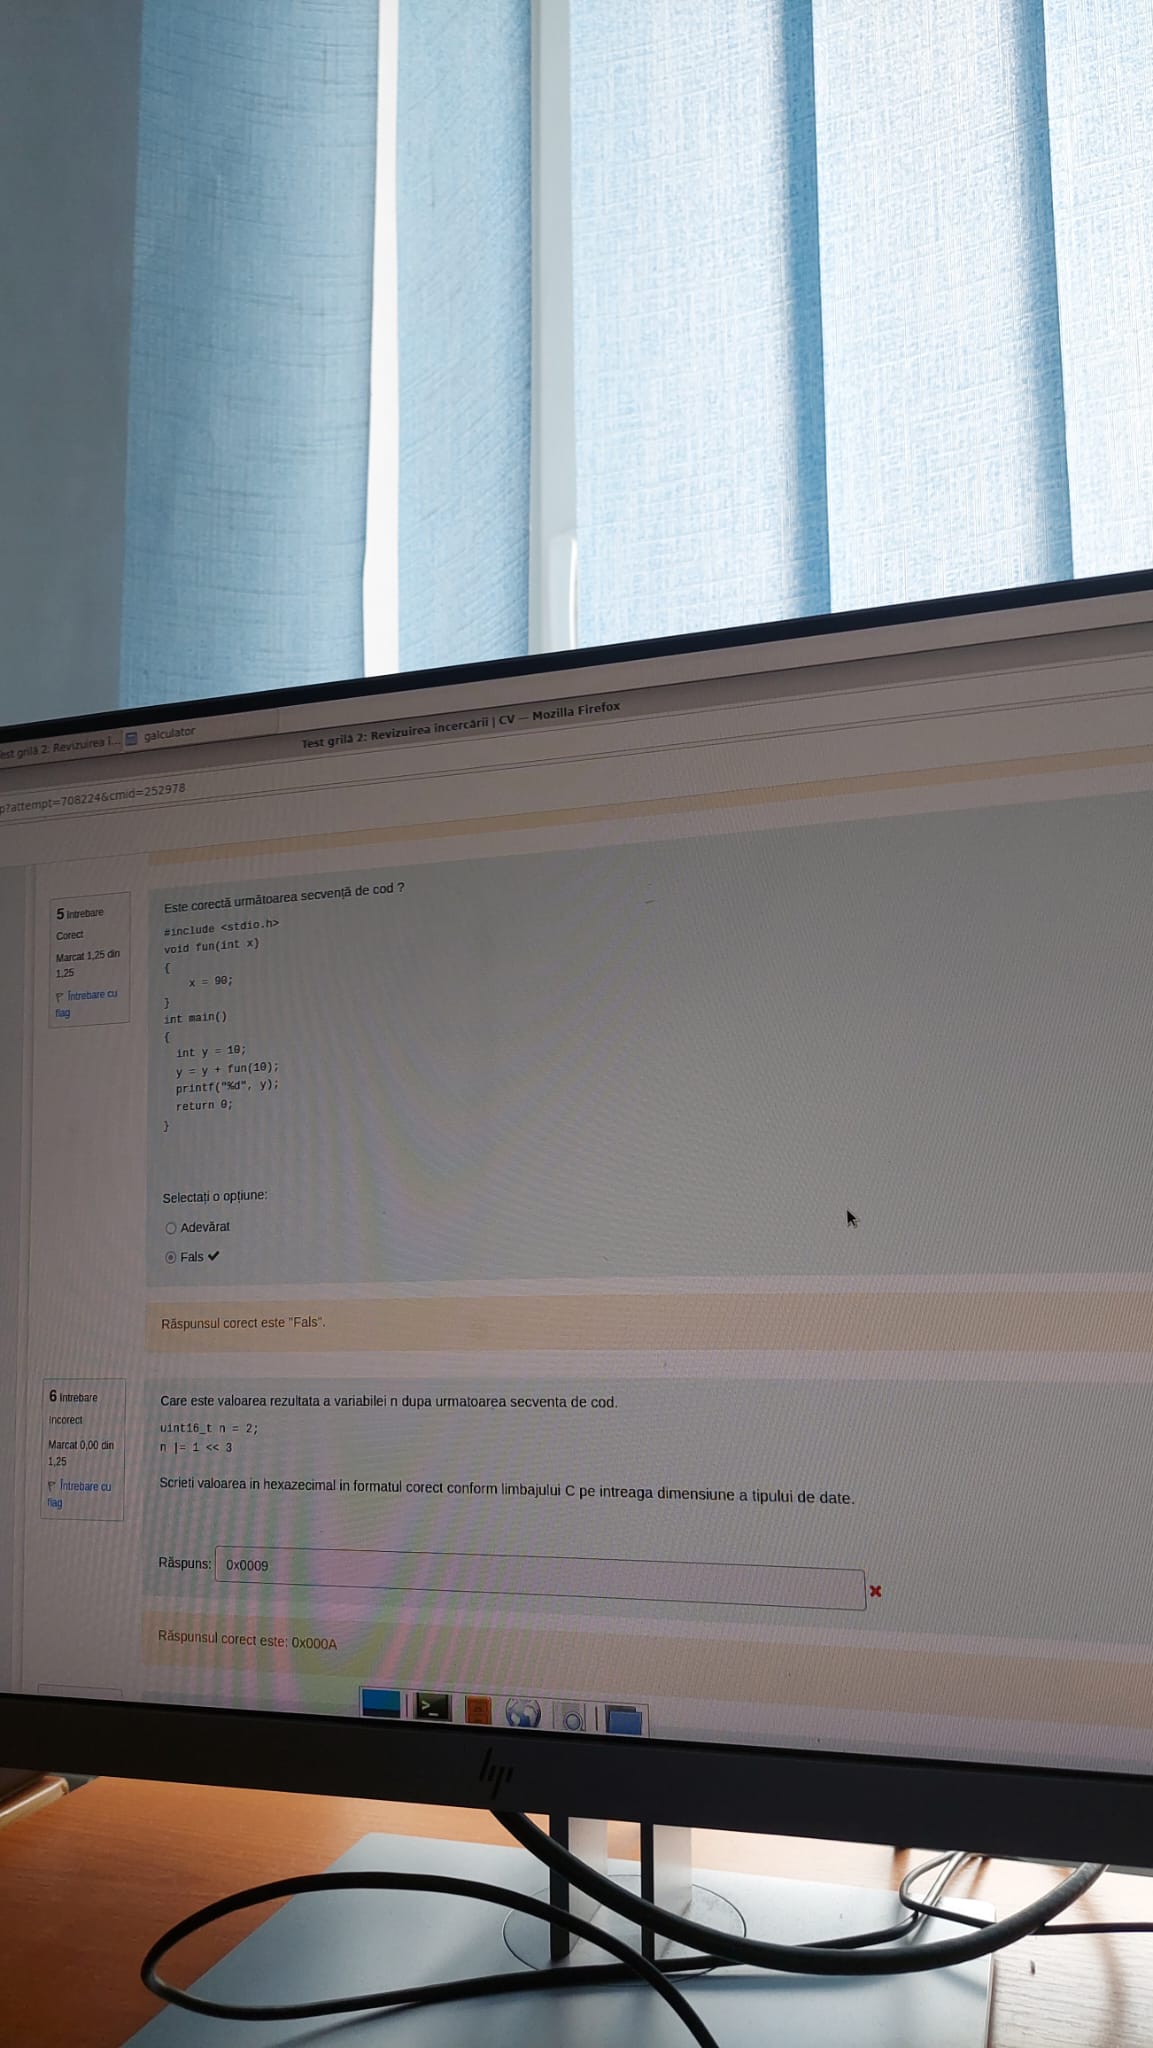 Test grilă 2: Revizuirea încercării | CV — Mozilla Firefox
est grilă 2: Revizuirea î...
galculator
p?attempt=708224&cmid=252978
5 Întrebare
Corect
Marcat 1,25 din
1,25
Întrebare cu
flag
Este corectă următoarea secvență de cod ?
#include <stdio.h>
void fun(int x)
{
x = 90;
}
int main()
{
int y = 10;
y = y + fun(10);
printf("%d", y);
return 0;
}
Selectați o opțiune:
Adevărat
Fals
Răspunsul corect este "Fals".
6 Întrebare
Incorect
Marcat 0,00 din
1,25
Întrebare cu
flag
Care este valoarea rezultata a variabilei n dupa urmatoarea secventa de cod.
uint16_t n = 2;
n |= 1 << 3
Scrieti valoarea in hexazecimal in formatul corect conform limbajului C pe intreaga dimensiune a tipului de date.
Răspuns: 0x0009
Răspunsul corect este: 0x000A
hp